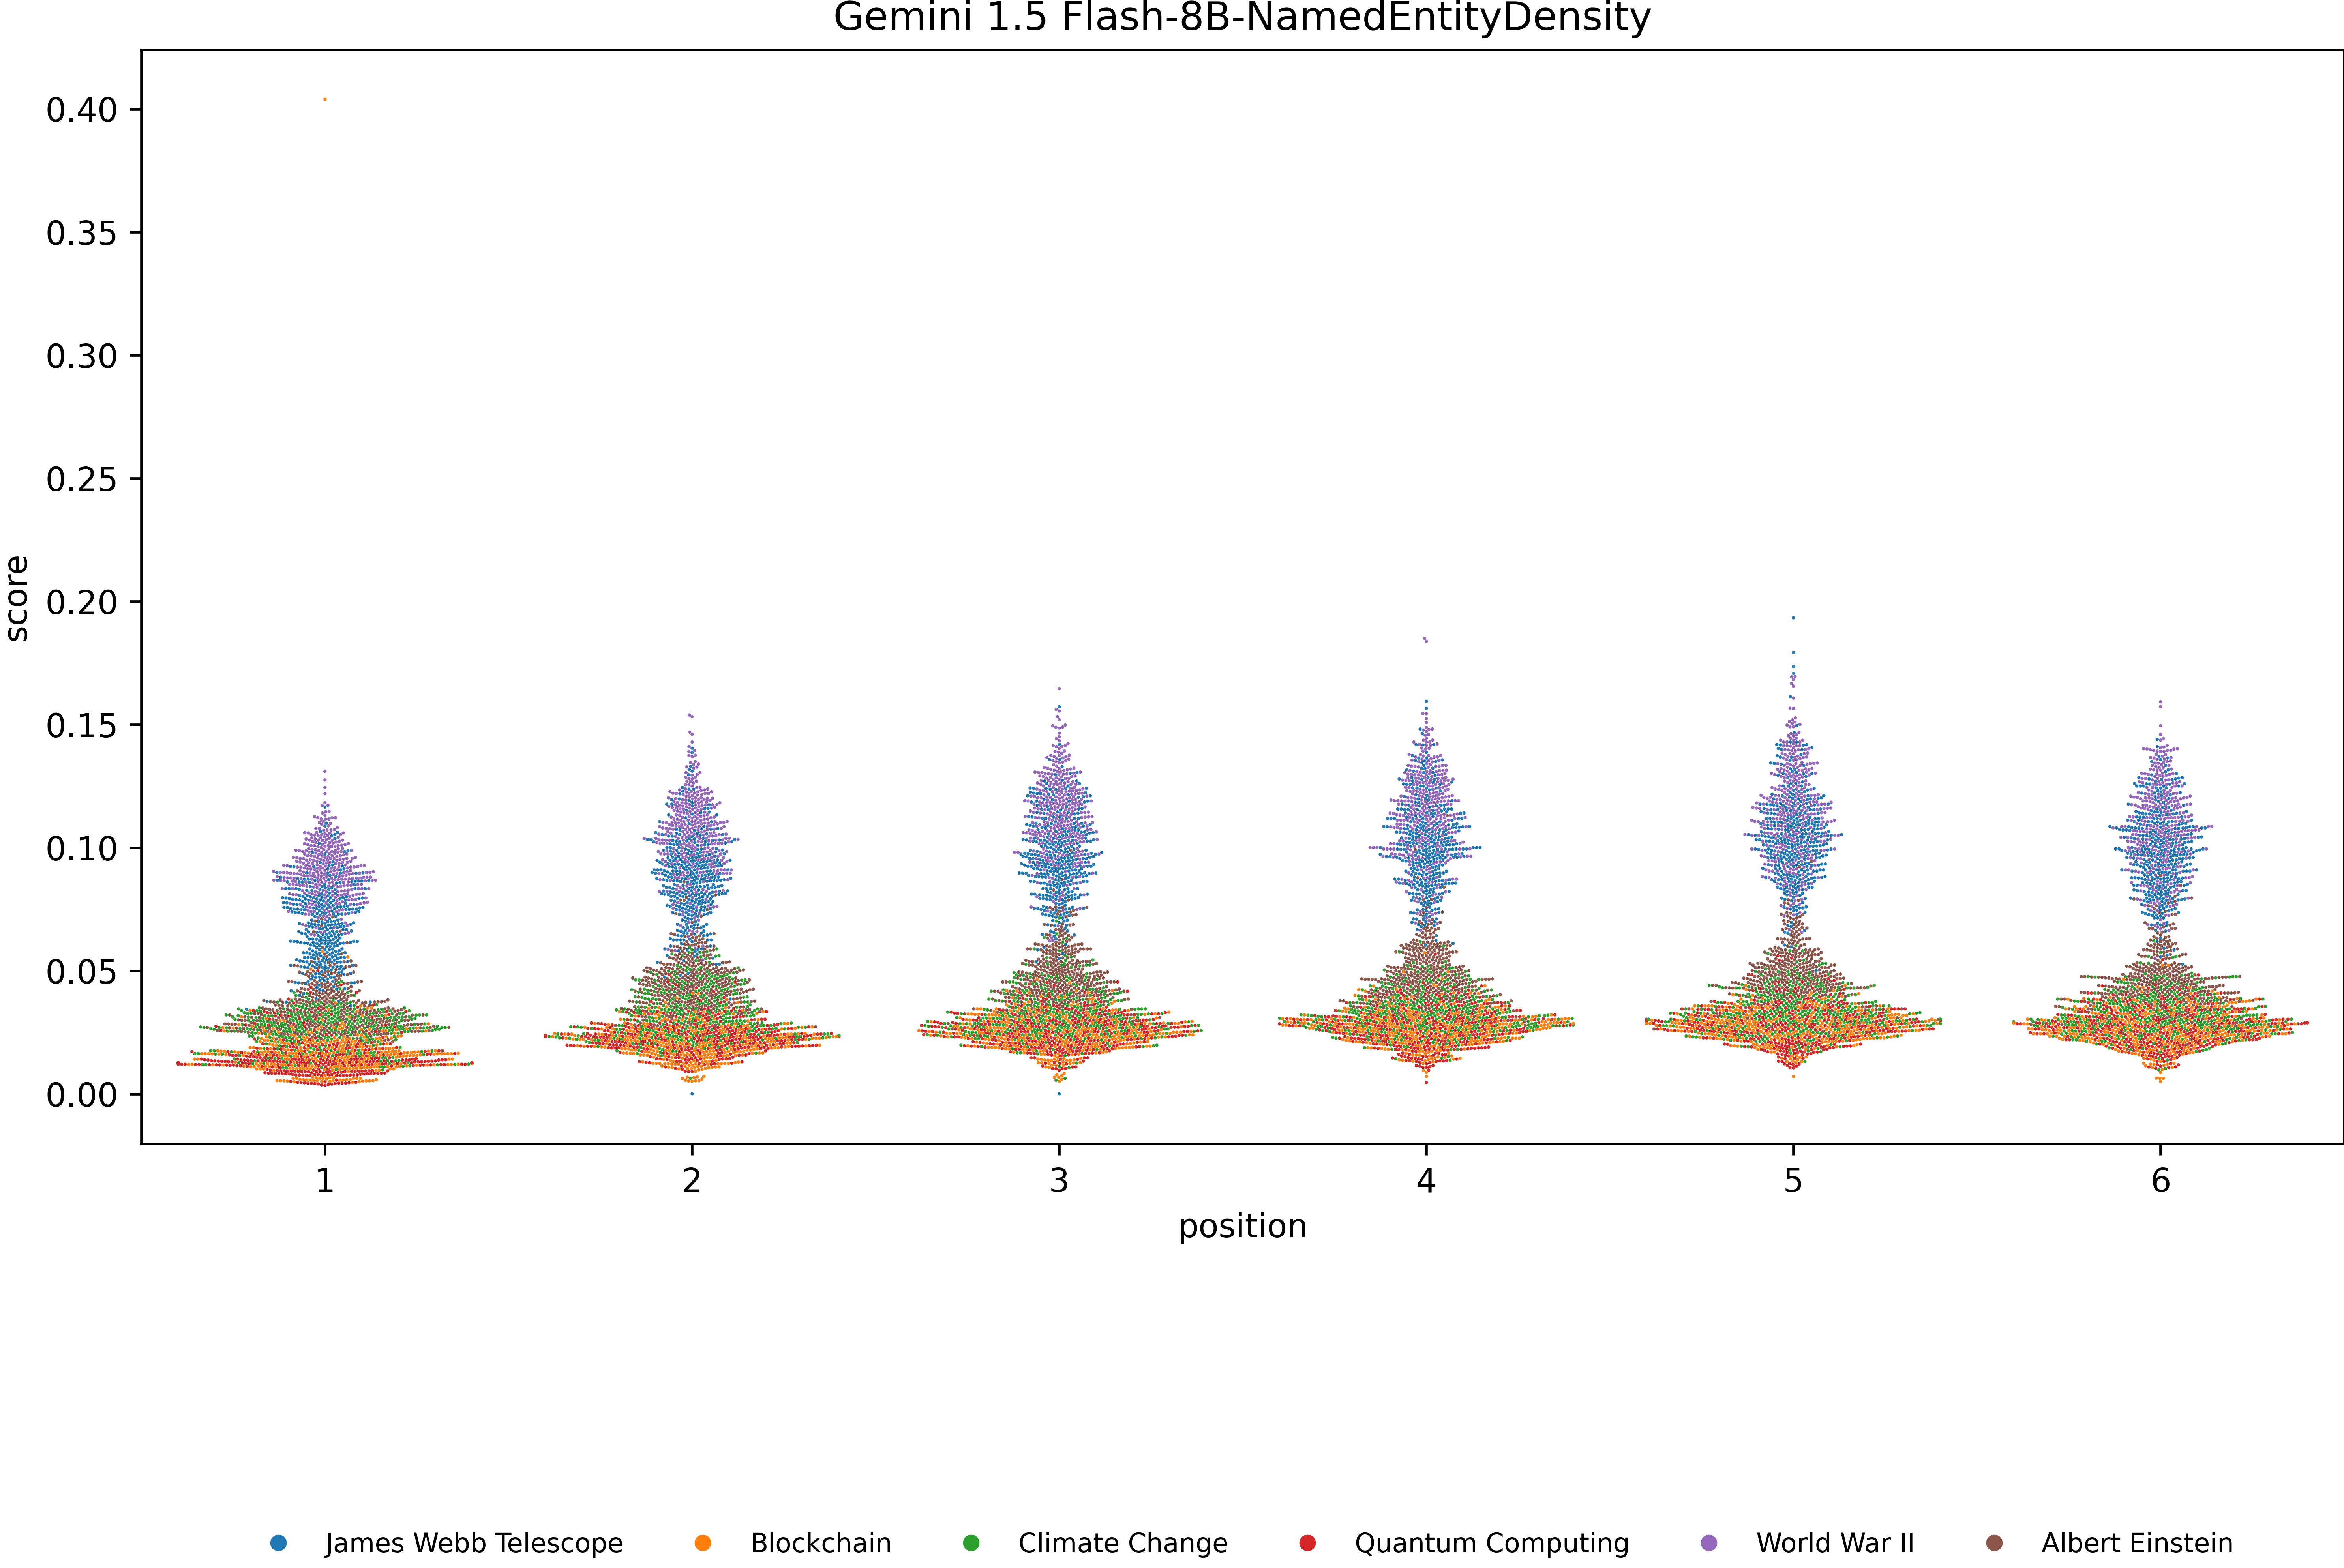 Gemini 1.5 Flash-8B-NamedEntityDensity
0.40
0.35
0.30
0.25
0.20
0.15
0.10
0.05
0.00
score
1 2 3 4 5 6
position
James Webb Telescope Blockchain Climate Change Quantum Computing World War II Albert Einstein